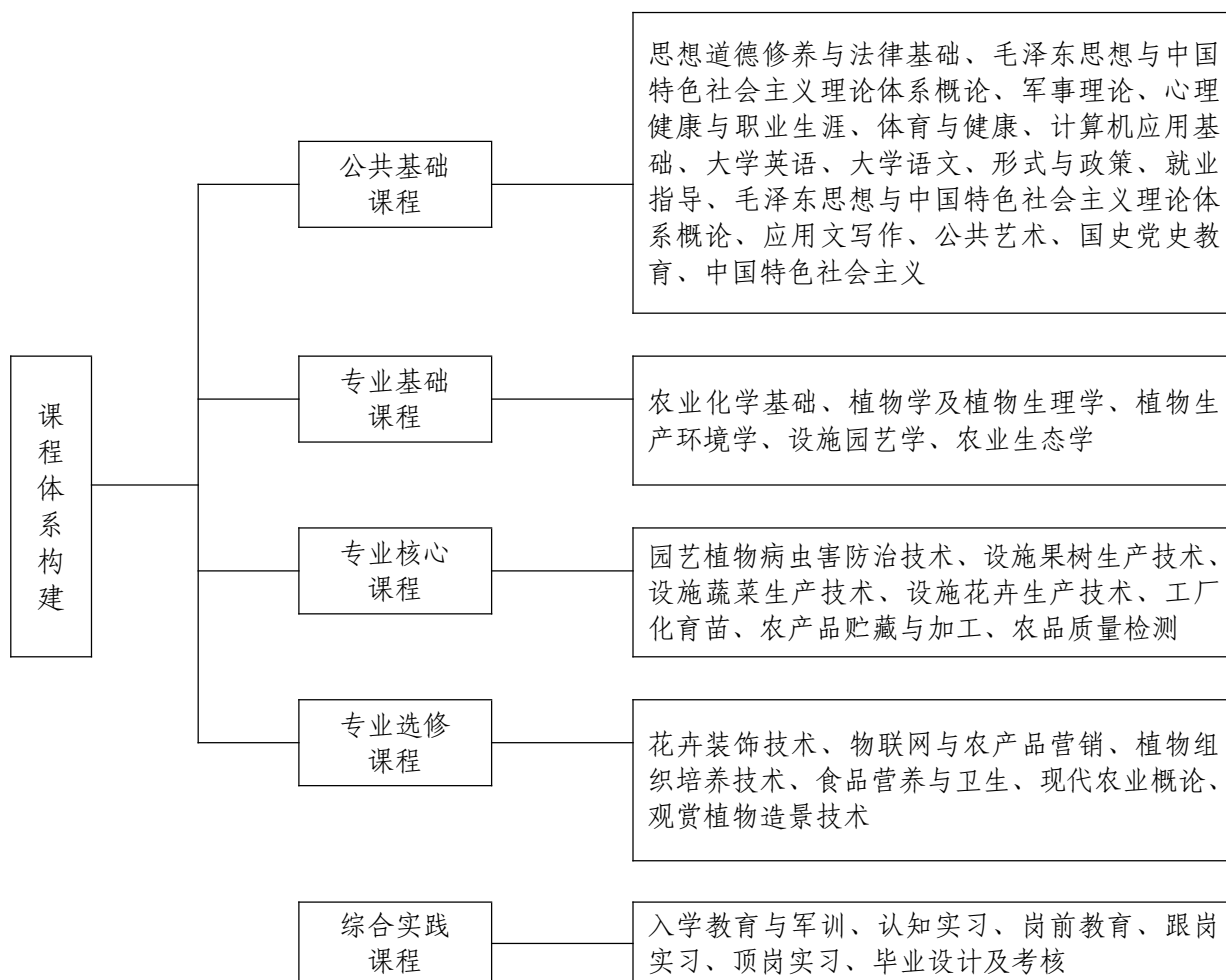 课程体系构建
公共基础
课程
思想道德修养与法律基础、毛泽东思想与中国
特色社会主义理论体系概论、军事理论、心理
健康与职业生涯、体育与健康、计算机应用基
础、大学英语、大学语文、形式与政策、就业
指导、毛泽东思想与中国特色社会主义理论体
系概论、应用文写作、公共艺术、国史党史教
育、中国特色社会主义
专业基础
课程
农业化学基础、植物学及植物生理学、植物生
产环境学、设施园艺学、农业生态学
专业核心
课程
园艺植物病虫害防治技术、设施果树生产技术、
设施蔬菜生产技术、设施花卉生产技术、工厂
化育苗、农产品贮藏与加工、农品质量检测
专业选修
课程
花卉装饰技术、物联网与农产品营销、植物组
织培养技术、食品营养与卫生、现代农业概论、
观赏植物造景技术
综合实践
课程
入学教育与军训、认知实习、岗前教育、跟岗
实习、顶岗实习、毕业设计及考核